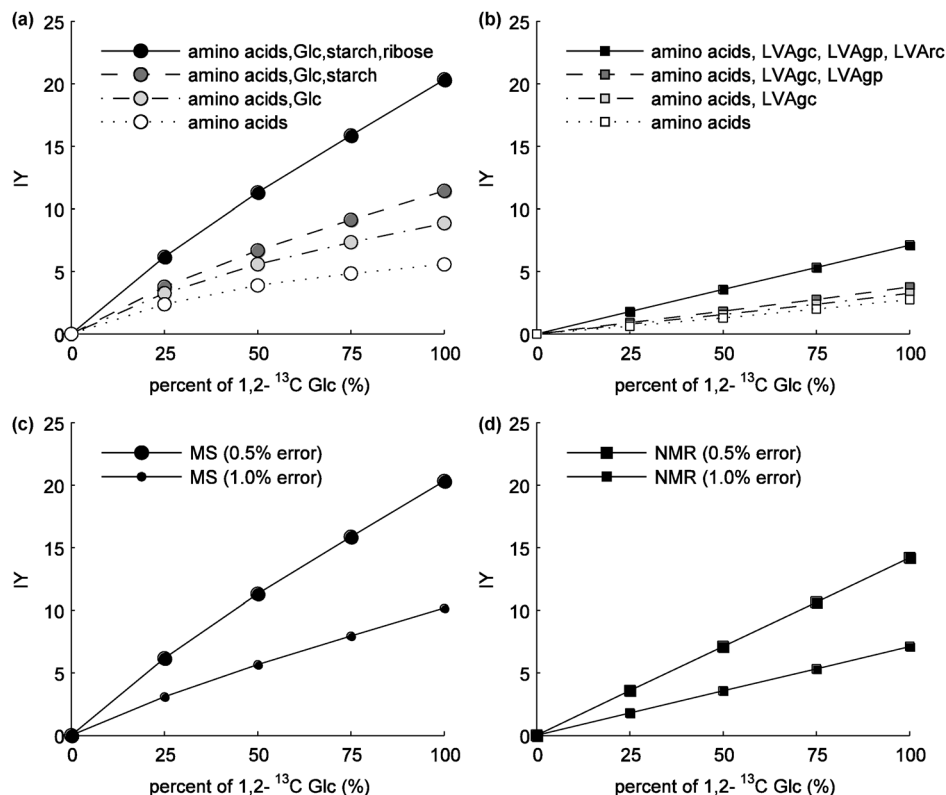 (a)
25
20
15
10
5
0
IY
amino acids,Glc,starch,ribose
amino acids,Glc,starch
amino acids,Glc
amino acids
0 25 50 75 100
percent of 1,2- ¹³C Glc (%)
(b)
25
20
15
10
5
0
IY
amino acids, LVAgc, LVAgp, LVArc
amino acids, LVAgc, LVAgp
amino acids, LVAgc
amino acids
0 25 50 75 100
percent of 1,2- ¹³C Glc (%)
(c)
25
20
15
10
5
0
IY
MS (0.5% error)
MS (1.0% error)
0 25 50 75 100
percent of 1,2- ¹³C Glc (%)
(d)
25
20
15
10
5
0
IY
NMR (0.5% error)
NMR (1.0% error)
0 25 50 75 100
percent of 1,2- ¹³C Glc (%)